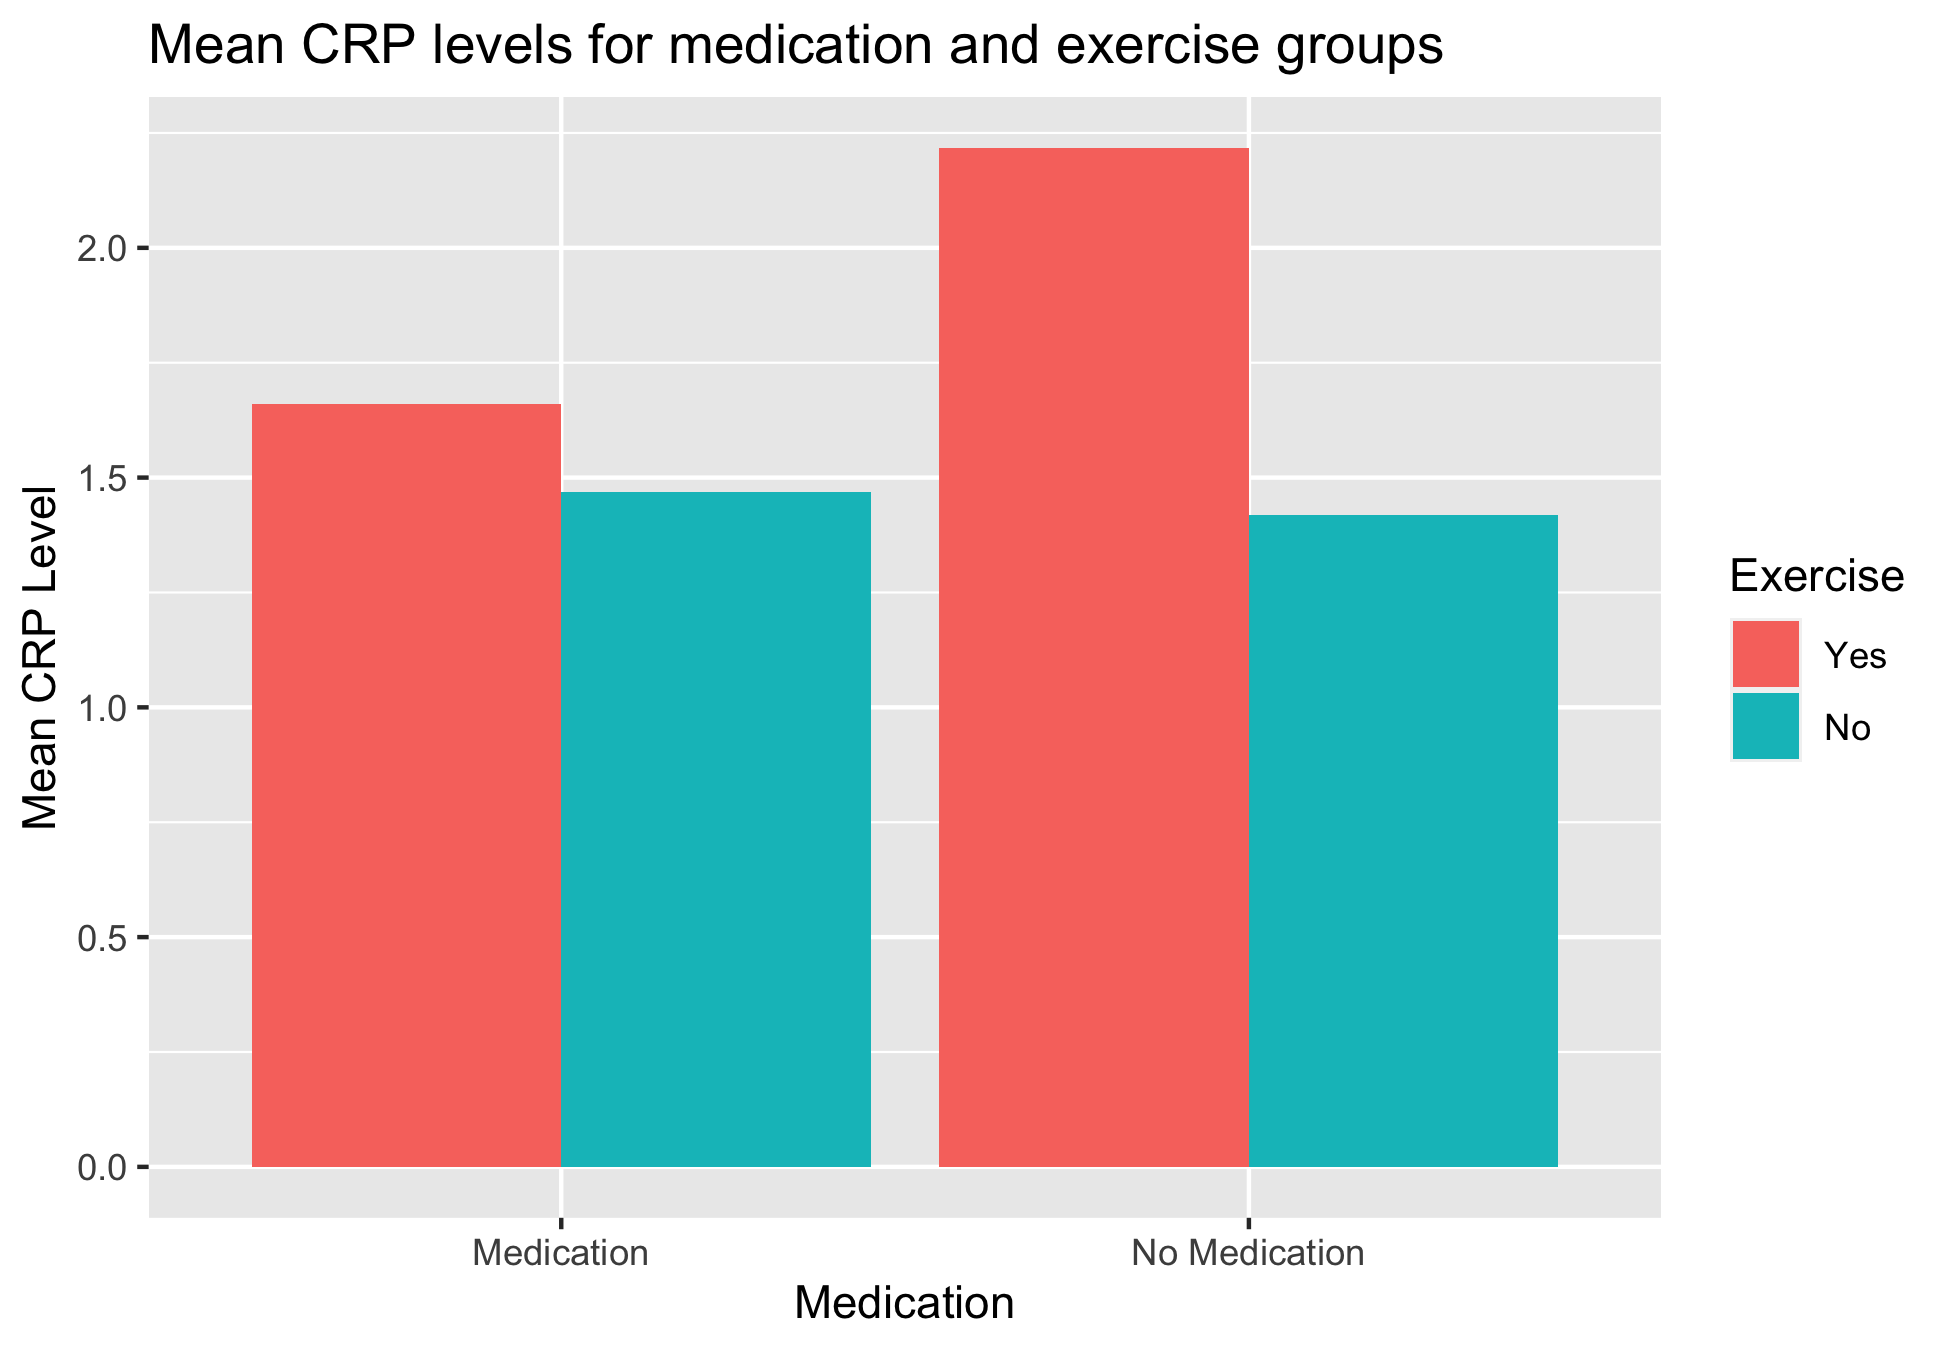 Mean CRP levels for medication and exercise groups
Mean CRP Level
2.0
1.5
1.0
0.5
0.0
Medication
No Medication
Medication
Exercise
Yes
No